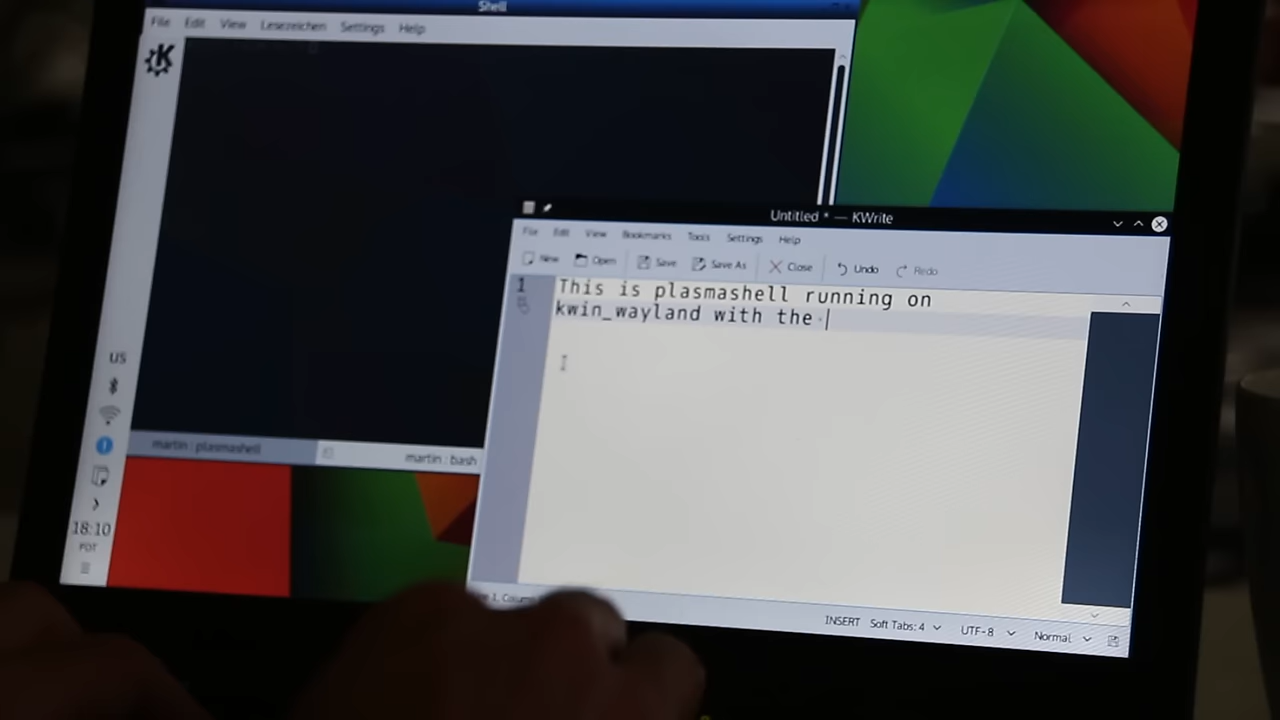 Shell
File Edit View Lesezeichen Settings Help
Untitled * — KWrite
File Edit View Bookmarks Tools Settings Help
New Open Save Save As Close Undo Redo
1 This is plasmashell running on
kwin_wayland with the
US
martin : plasmashell
martin : bash
18:10
PDT
1, Colum
INSERT Soft Tabs: 4 UTF-8 Normal